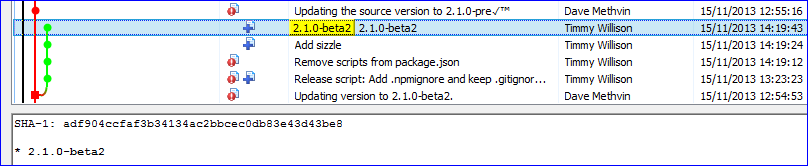 Updating the source version to 2.1.0-pre✓™ Dave Methvin 15/11/2013 12:55:16
2.1.0-beta2 2.1.0-beta2 Timmy Willison 15/11/2013 14:19:43
Add sizzle Timmy Willison 15/11/2013 14:19:24
Remove scripts from package.json Timmy Willison 15/11/2013 14:19:12
Release script: Add .npmignore and keep .gitignor... Timmy Willison 15/11/2013 13:23:23
Updating version to 2.1.0-beta2. Dave Methvin 15/11/2013 12:54:53
SHA-1: adf904ccfaf3b34134ac2bbcec0db83e43d43be8
* 2.1.0-beta2